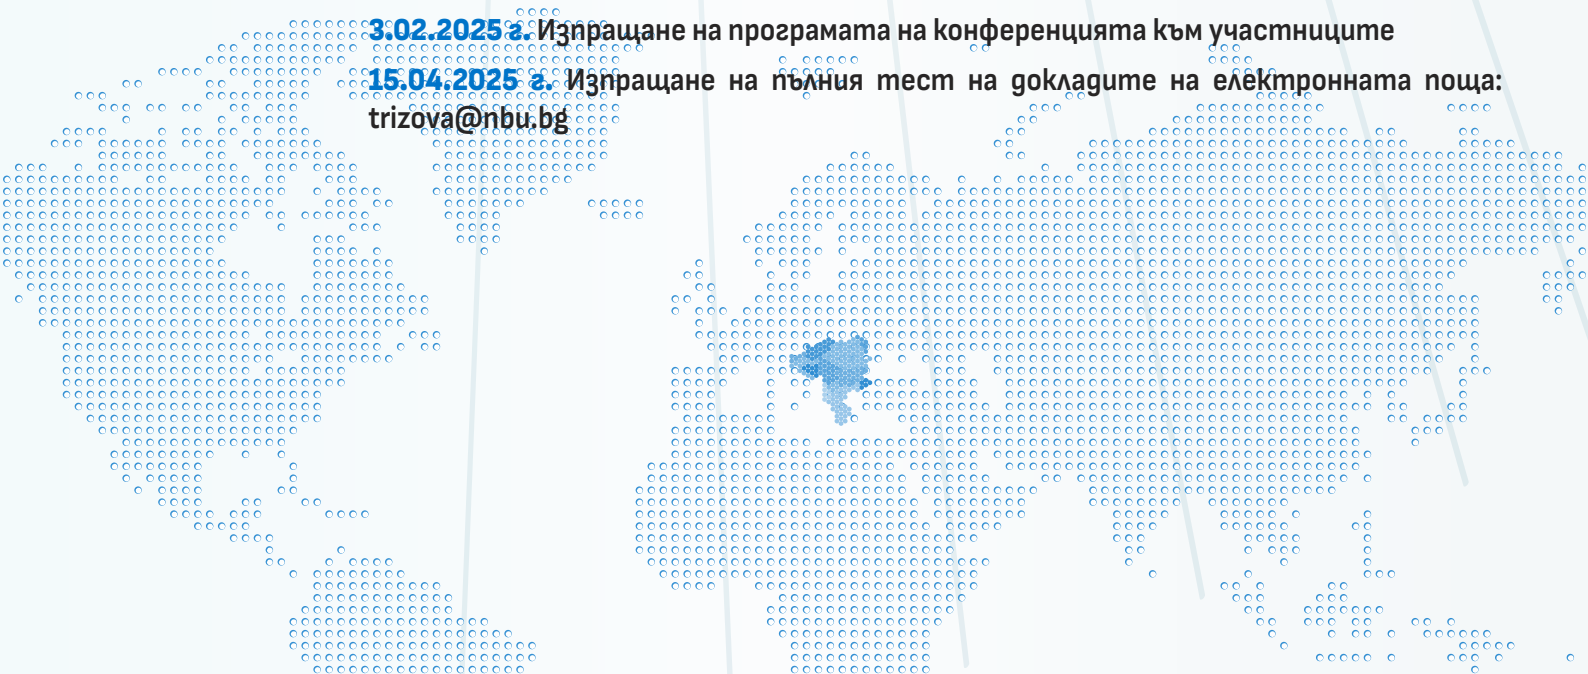 3.02.2025 г. Изпращане на програмата на конференцията към участниците
15.04.2025 г. Изпращане на пълния тест на докладите на електронната поща:
trizova@nbu.bg